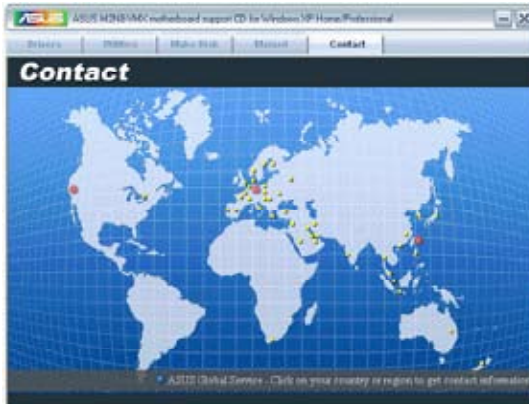 ASUS M2N8-VMX motherboard support CD for Windows XP Home/Professional
Drivers Utilities Make Disk Manual Contact
Contact
ASUS Global Service - Click on your country or region to get contact information